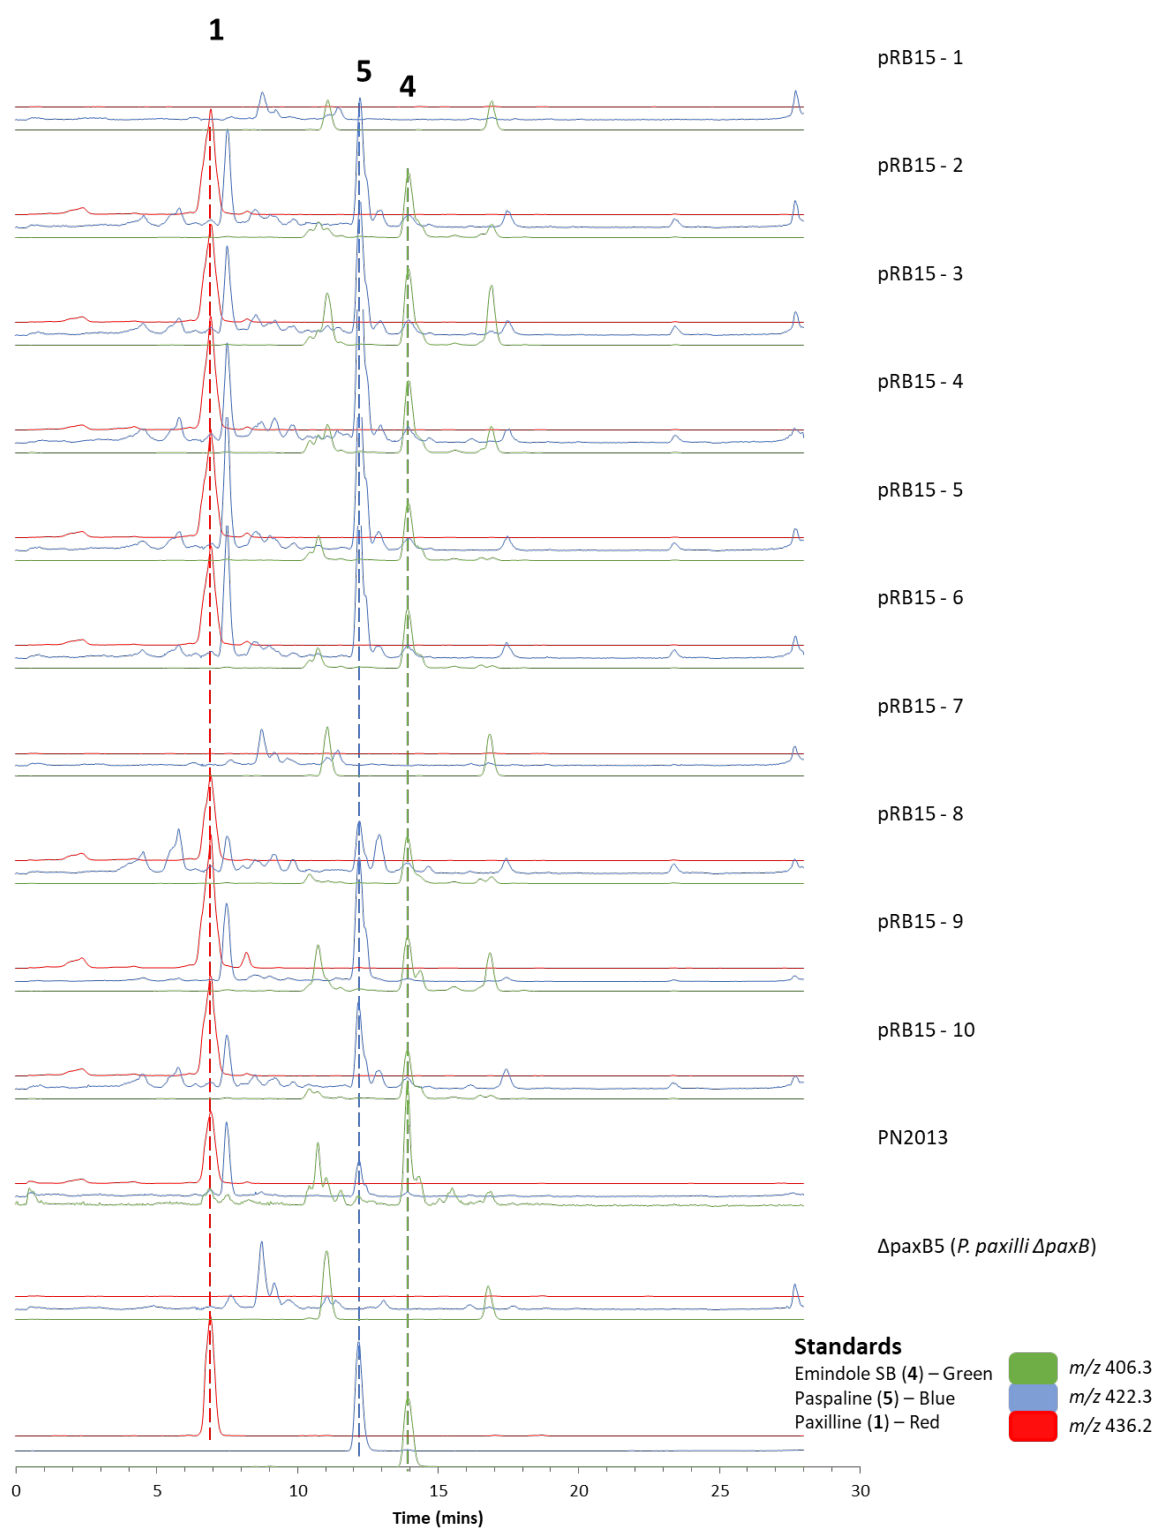 1
pRB15 - 1
5
4
pRB15 - 2
pRB15 - 3
pRB15 - 4
pRB15 - 5
pRB15 - 6
pRB15 - 7
pRB15 - 8
pRB15 - 9
pRB15 - 10
PN2013
ΔpaxB5 (P. paxilli ΔpaxB)
Standards
Emindole SB (4) – Green
m/z 406.3
Paspaline (5) – Blue
m/z 422.3
Paxilline (1) – Red
m/z 436.2
0 5 10 15 20 25 30
Time (mins)